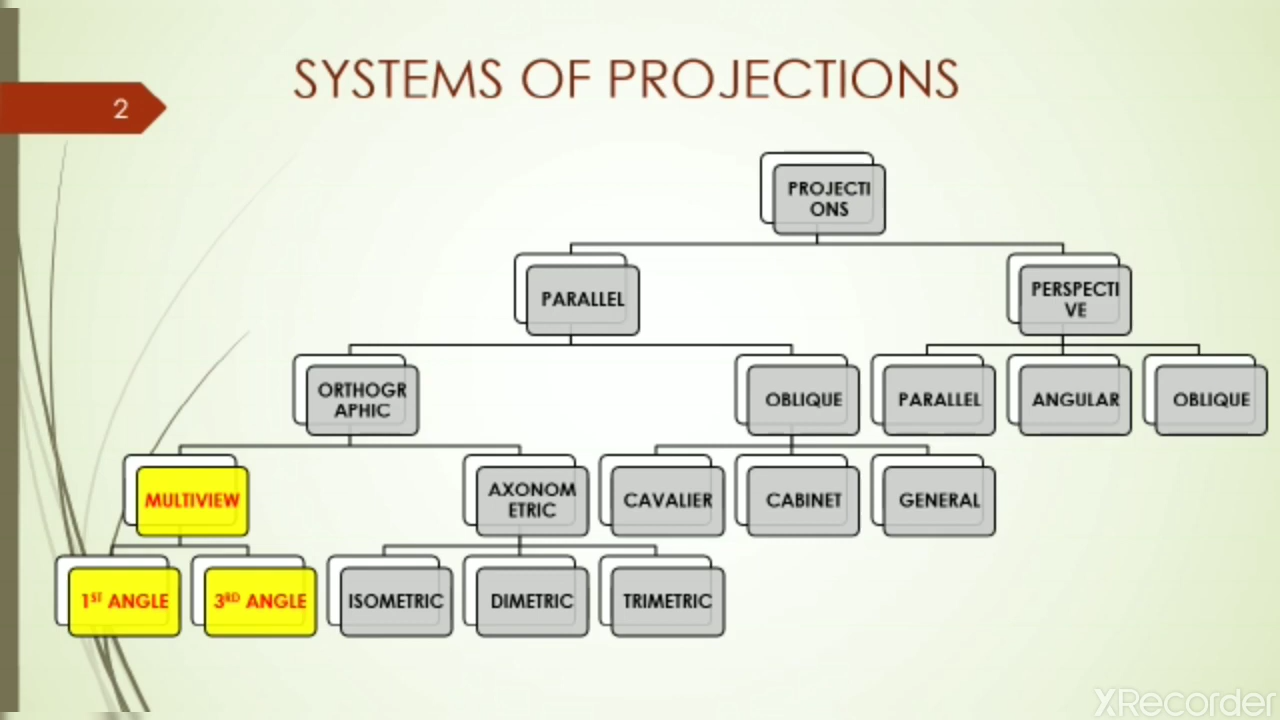 SYSTEMS OF PROJECTIONS
2
PROJECTI
ONS
PARALLEL
PERSPECTI
VE
ORTHOGR
APHIC
OBLIQUE
PARALLEL
ANGULAR
OBLIQUE
MULTIVIEW
AXONOM
ETRIC
CAVALIER
CABINET
GENERAL
1ST ANGLE
3RD ANGLE
ISOMETRIC
DIMETRIC
TRIMETRIC
XRecorder